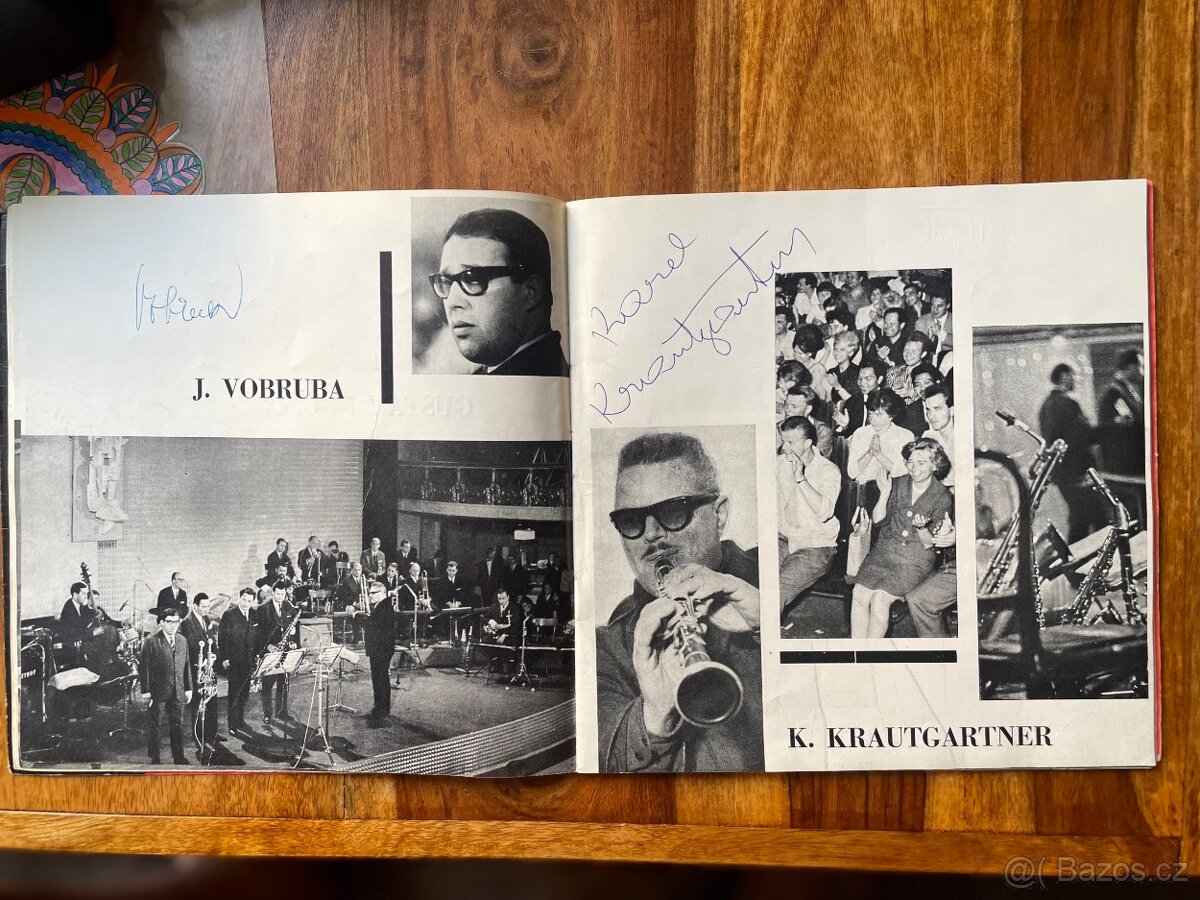 Vobruba
J. VOBRUBA
Karel
Krautgartner
K. KRAUTGARTNER
@( Bazos.cz